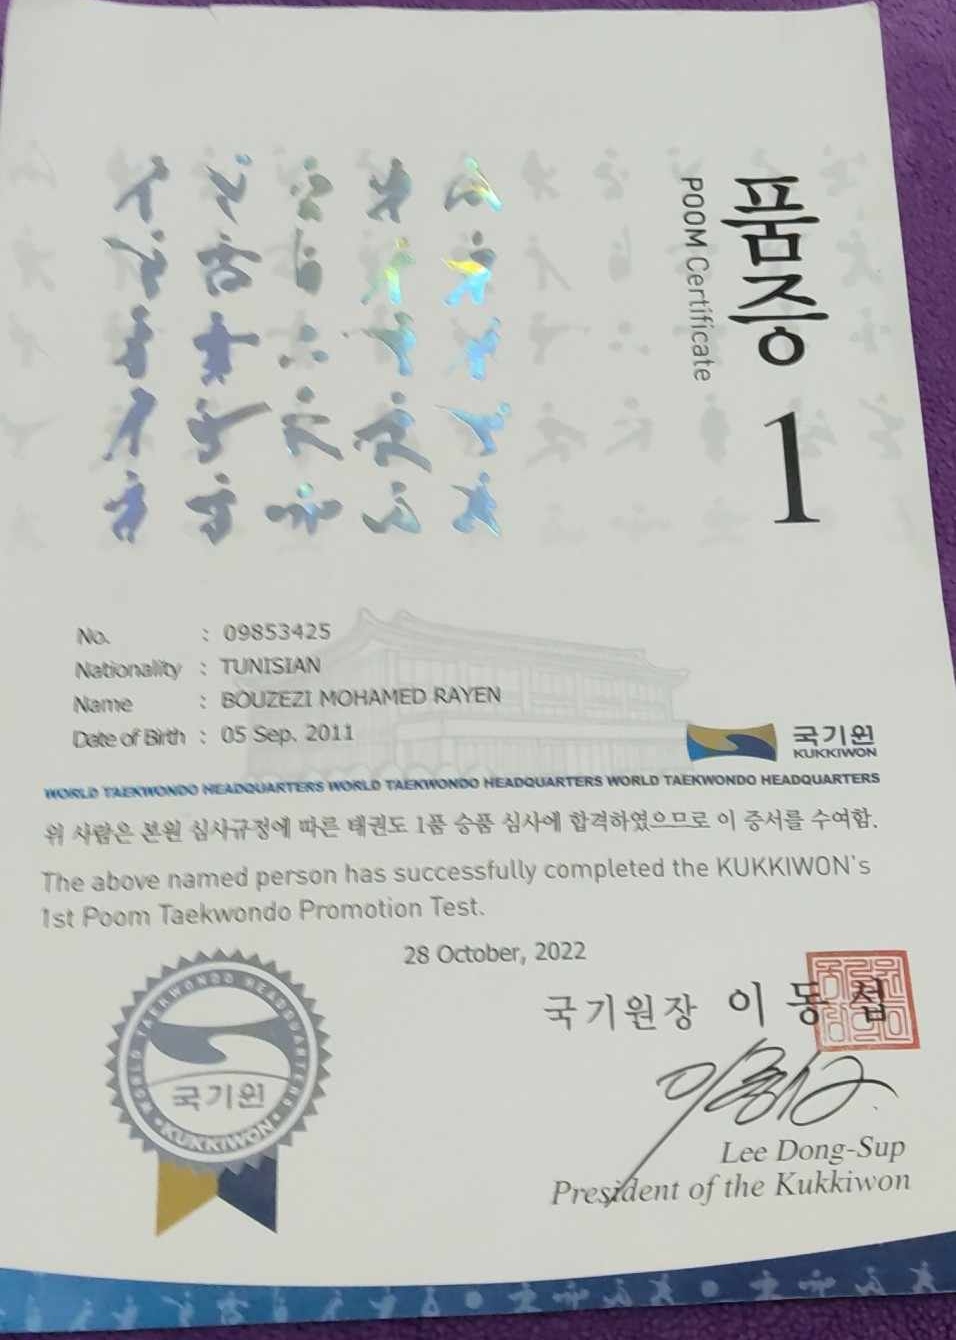 품증 1
POOM Certificate
No. : 09853425
Nationality : TUNISIAN
Name : BOUZEZI MOHAMED RAYEN
Date of Birth : 05 Sep. 2011
국기원
KUKKIWON
WORLD TAEKWONDO HEADQUARTERS WORLD TAEKWONDO HEADQUARTERS WORLD TAEKWONDO HEADQUARTERS
위 사람은 본원 심사규정에 따른 태권도 1품 승품 심사에 합격하였으므로 이 증서를 수여함.
The above named person has successfully completed the KUKKIWON's
1st Poom Taekwondo Promotion Test.
28 October, 2022
국기원장 이동섭
WORLD TAEKWONDO HEADQUARTERS
국기원
KUKKIWON
Lee Dong-Sup
President of the Kukkiwon